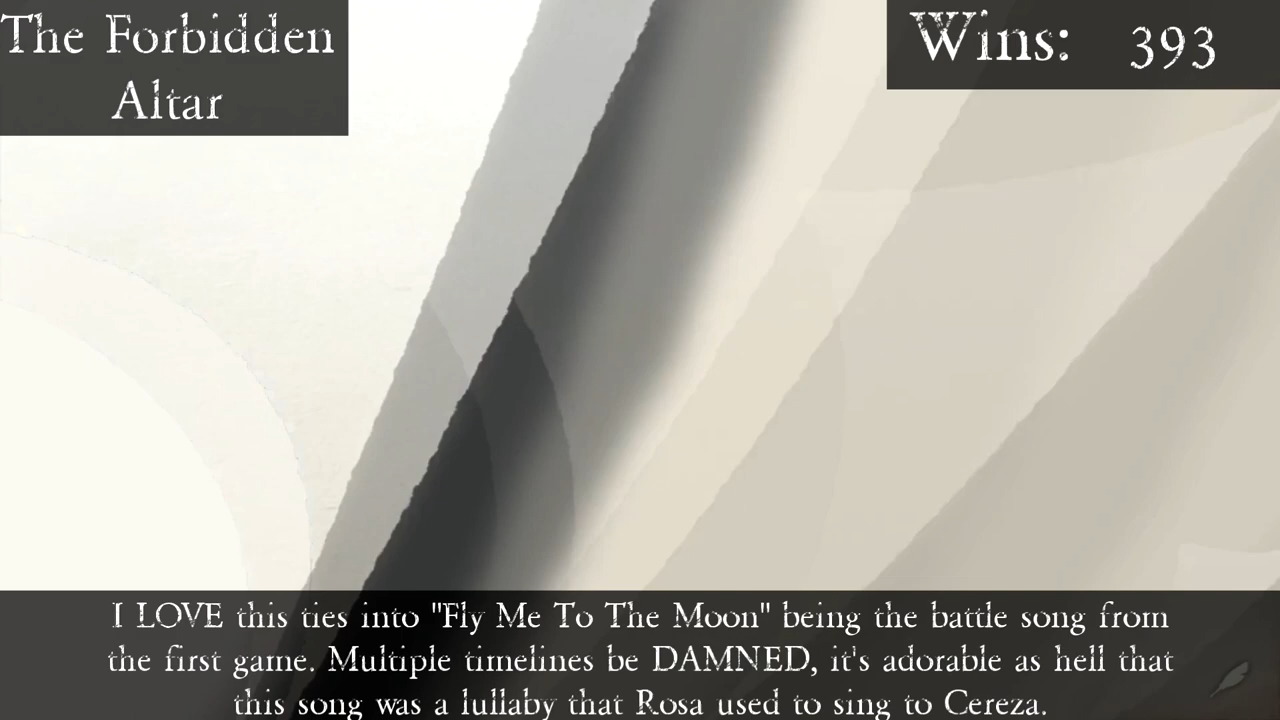 The Forbidden
Altar
Wins: 393
I LOVE this ties into "Fly Me To The Moon" being the battle song from
the first game. Multiple timelines be DAMNED, it's adorable as hell that
this song was a lullaby that Rosa used to sing to Cereza.